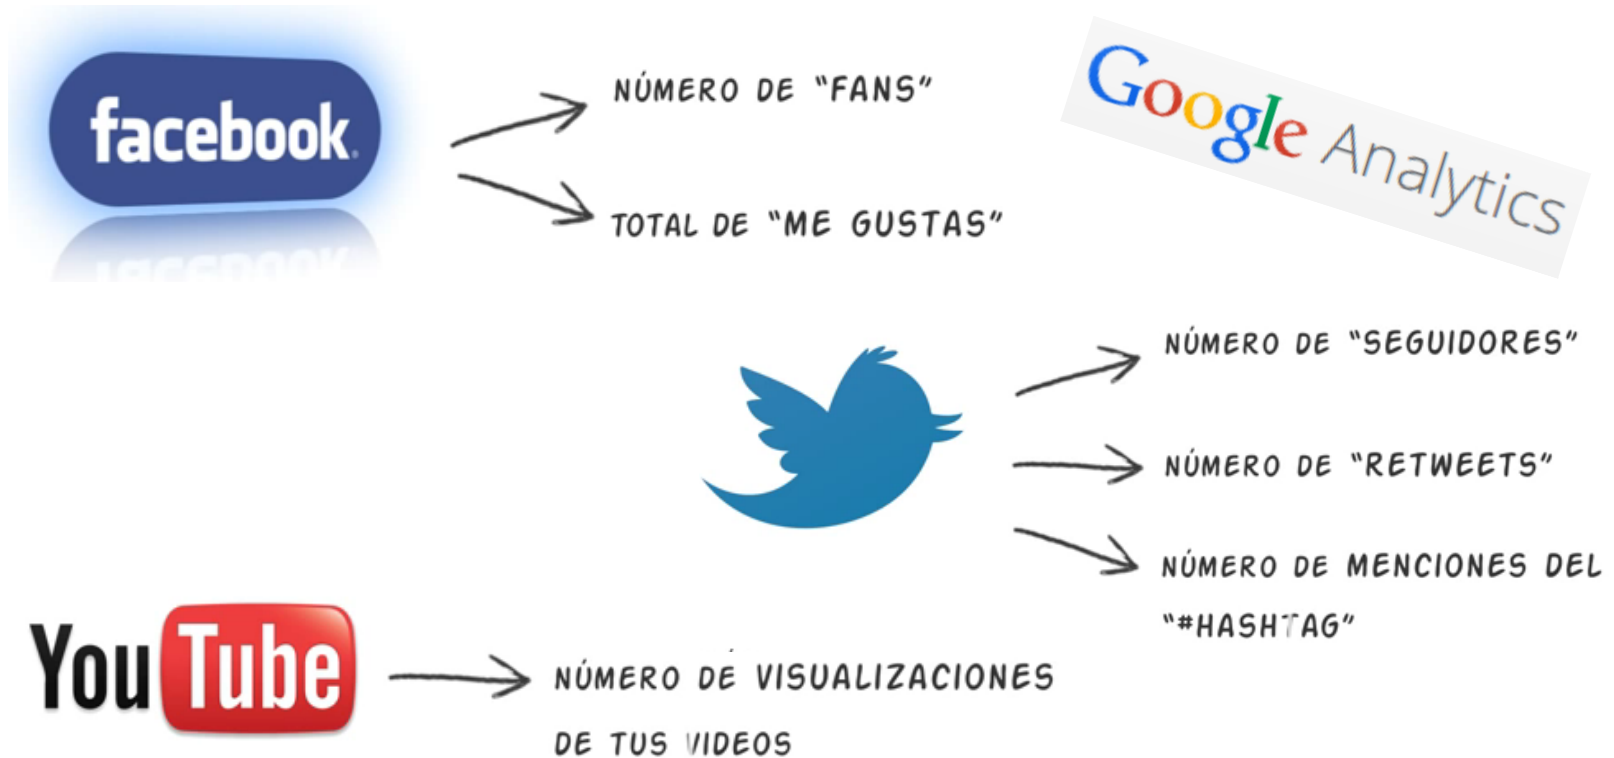 facebook
NÚMERO DE “FANS”
TOTAL DE “ME GUSTAS”
Google Analytics
NÚMERO DE “SEGUIDORES”
NÚMERO DE “RETWEETS”
NÚMERO DE MENCIONES DEL
“#HASHTAG”
YouTube
NÚMERO DE VISUALIZACIONES
DE TUS VIDEOS